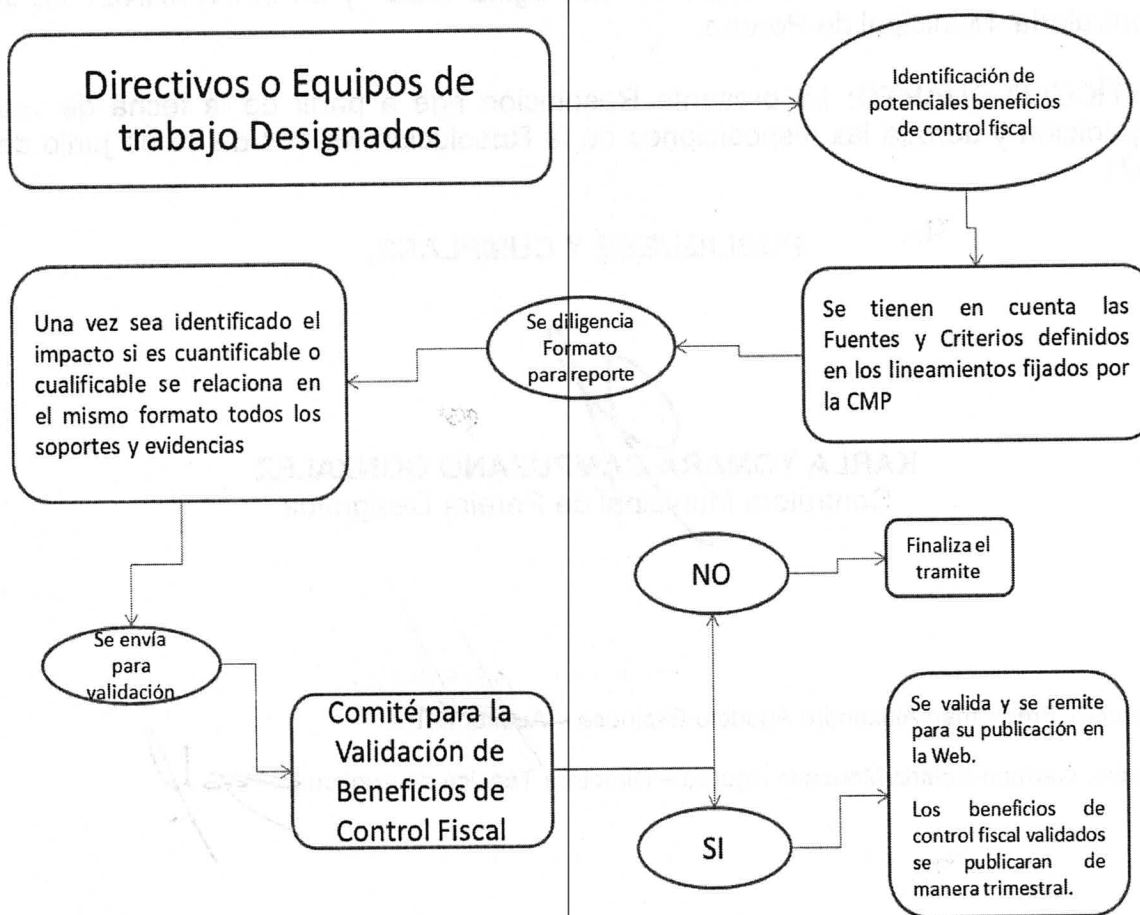 Directivos o Equipos de
trabajo Designados
Identificación de
potenciales beneficios
de control fiscal
Se tienen en cuenta las
Fuentes y Criterios definidos
en los lineamientos fijados por
la CMP
Se diligencia
Formato
para reporte
Una vez sea identificado el
impacto si es cuantificable o
cualificable se relaciona en
el mismo formato todos los
soportes y evidencias
Se envía
para
validación
Comité para la
Validación de
Beneficios de
Control Fiscal
NO
Finaliza el
tramite
SI
Se valida y se remite
para su publicación en
la Web.
Los beneficios de
control fiscal validados
se publicaran de
manera trimestral.